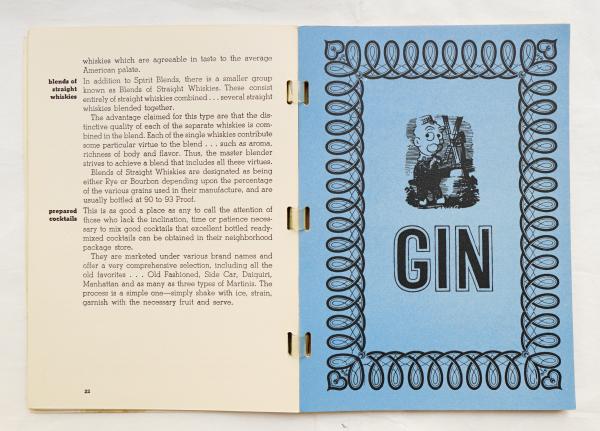 whiskies which are agreeable in taste to the average
American palate.
blends of
straight
whiskies
In addition to Spirit Blends, there is a smaller group
known as Blends of Straight Whiskies. These consist
entirely of straight whiskies combined . . . several straight
whiskies blended together.
The advantage claimed for this type are that the dis-
tinctive quality of each of the separate whiskies is com-
bined in the blend. Each of the single whiskies contribute
some particular virtue to the blend . . . such as aroma,
richness of body and flavor. Thus, the master blender
strives to achieve a blend that includes all these virtues.
Blends of Straight Whiskies are designated as being
either Rye or Bourbon depending upon the percentage
of the various grains used in their manufacture, and are
usually bottled at 90 to 93 Proof.
prepared
cocktails
This is as good a place as any to call the attention of
those who lack the inclination, time or patience neces-
sary to mix good cocktails that excellent bottled ready-
mixed cocktails can be obtained in their neighborhood
package store.
They are marketed under various brand names and
offer a very comprehensive selection, including all the
old favorites . . . Old Fashioned, Side Car, Daiquiri,
Manhattan and as many as three types of Martinis. The
process is a simple one—simply shake with ice, strain,
garnish with the necessary fruit and serve.
22
GIN